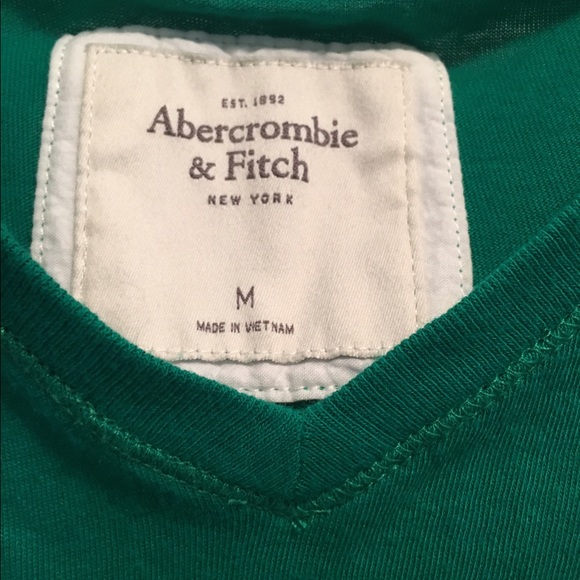 EST. 1892
Abercrombie
& Fitch
NEW YORK
M
MADE IN VIETNAM